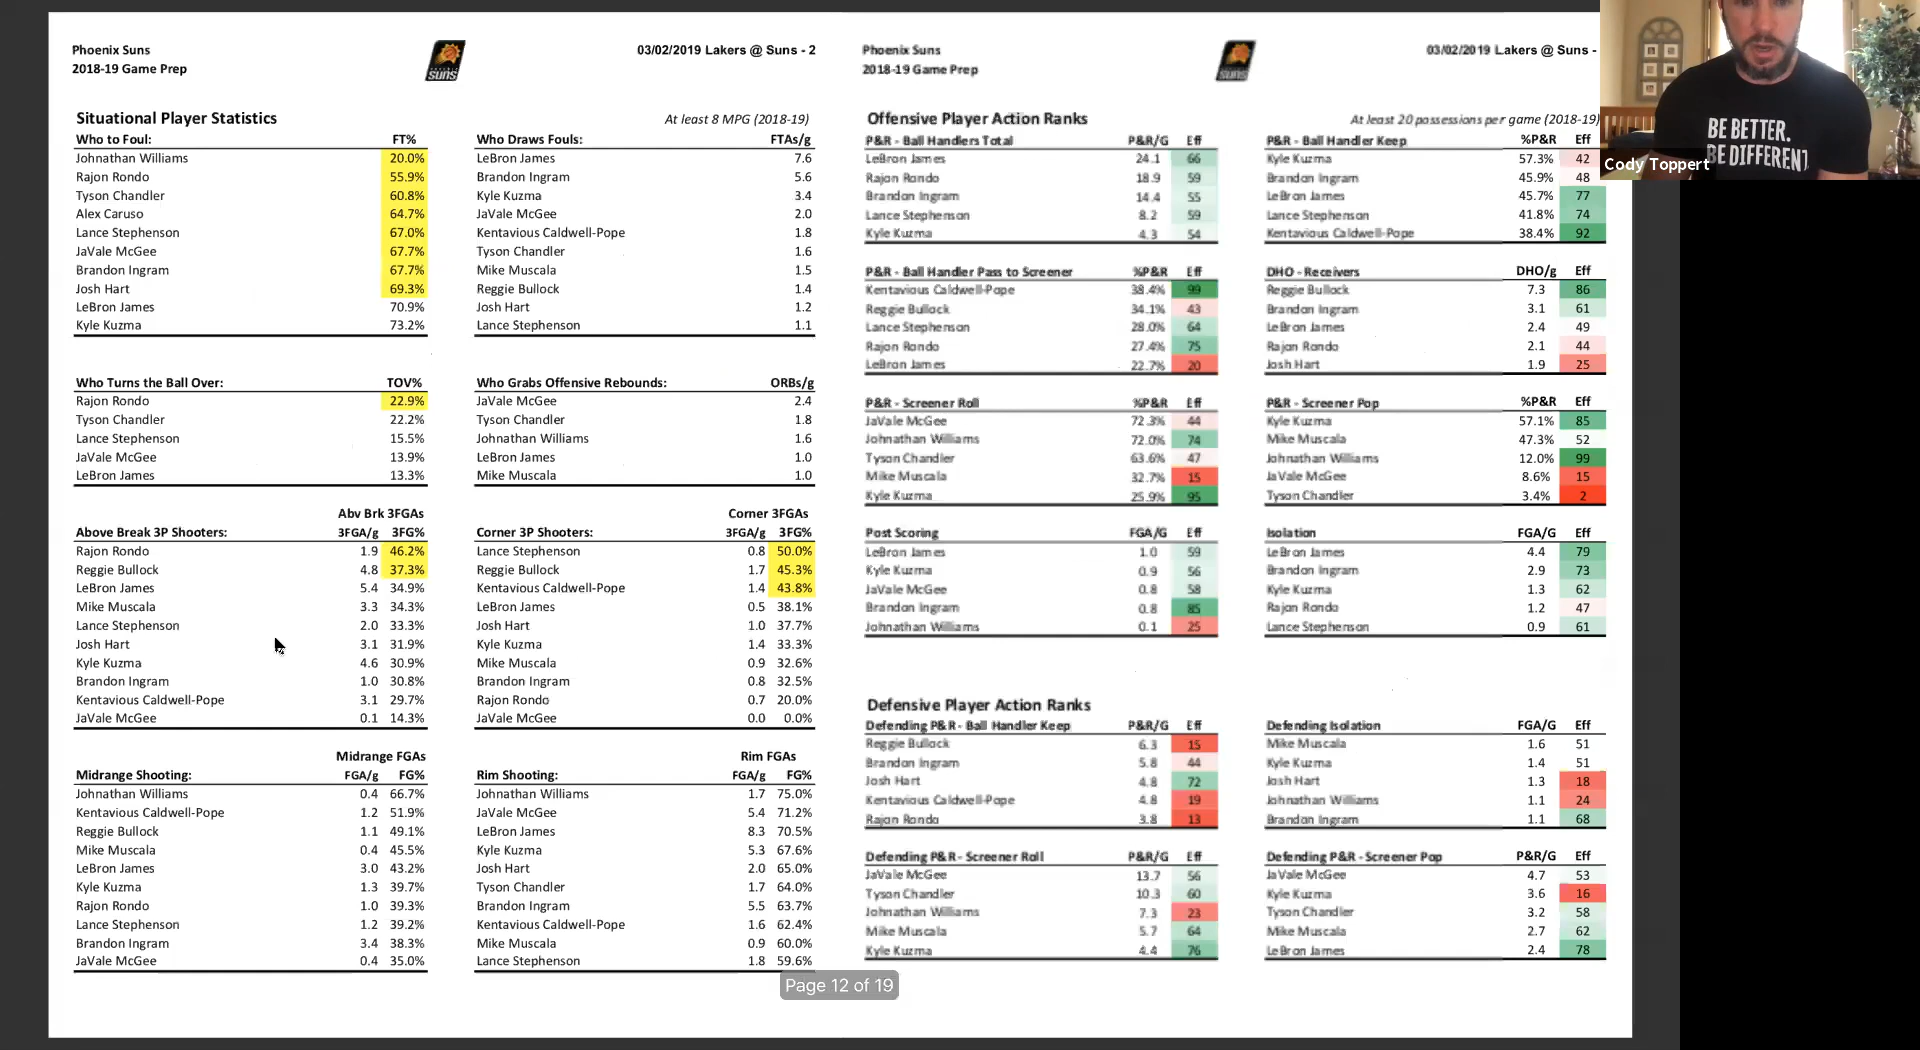 Phoenix Suns
2018-19 Game Prep
SUNS
03/02/2019 Lakers @ Suns - 2
Situational Player Statistics
At least 8 MPG (2018-19)
Who to Foul: FT%
Johnathan Williams 20.0%
Rajon Rondo 55.9%
Tyson Chandler 60.8%
Alex Caruso 64.7%
Lance Stephenson 67.0%
JaVale McGee 67.7%
Brandon Ingram 67.7%
Josh Hart 69.3%
LeBron James 70.9%
Kyle Kuzma 73.2%
Who Draws Fouls: FTAs/g
LeBron James 7.6
Brandon Ingram 5.6
Kyle Kuzma 3.4
JaVale McGee 2.0
Kentavious Caldwell-Pope 1.8
Tyson Chandler 1.6
Mike Muscala 1.5
Reggie Bullock 1.4
Josh Hart 1.2
Lance Stephenson 1.1
Who Turns the Ball Over: TOV%
Rajon Rondo 22.9%
Tyson Chandler 22.2%
Lance Stephenson 15.5%
JaVale McGee 13.9%
LeBron James 13.3%
Who Grabs Offensive Rebounds: ORBs/g
JaVale McGee 2.4
Tyson Chandler 1.8
Johnathan Williams 1.6
LeBron James 1.0
Mike Muscala 1.0
Abv Brk 3FGAs
Above Break 3P Shooters: 3FGA/g 3FG%
Rajon Rondo 1.9 46.2%
Reggie Bullock 4.8 37.3%
LeBron James 5.4 34.9%
Mike Muscala 3.3 34.3%
Lance Stephenson 2.0 33.3%
Josh Hart 3.1 31.9%
Kyle Kuzma 4.6 30.9%
Brandon Ingram 1.0 30.8%
Kentavious Caldwell-Pope 3.1 29.7%
JaVale McGee 0.1 14.3%
Corner 3FGAs
Corner 3P Shooters: 3FGA/g 3FG%
Lance Stephenson 0.8 50.0%
Reggie Bullock 1.7 45.3%
Kentavious Caldwell-Pope 1.4 43.8%
LeBron James 0.5 38.1%
Josh Hart 1.0 37.7%
Kyle Kuzma 1.4 33.3%
Mike Muscala 0.9 32.6%
Brandon Ingram 0.8 32.5%
Rajon Rondo 0.7 20.0%
JaVale McGee 0.0 0.0%
Midrange FGAs
Midrange Shooting: FGA/g FG%
Johnathan Williams 0.4 66.7%
Kentavious Caldwell-Pope 1.2 51.9%
Reggie Bullock 1.1 49.1%
Mike Muscala 0.4 45.5%
LeBron James 3.0 43.2%
Kyle Kuzma 1.3 39.7%
Rajon Rondo 1.0 39.3%
Lance Stephenson 1.2 39.2%
Brandon Ingram 3.4 38.3%
JaVale McGee 0.4 35.0%
Rim FGAs
Rim Shooting: FGA/g FG%
Johnathan Williams 1.7 75.0%
JaVale McGee 5.4 71.2%
LeBron James 8.3 70.5%
Kyle Kuzma 5.3 67.6%
Josh Hart 2.0 65.0%
Tyson Chandler 1.7 64.0%
Brandon Ingram 5.5 63.7%
Kentavious Caldwell-Pope 1.6 62.4%
Mike Muscala 0.9 60.0%
Lance Stephenson 1.8 59.6%
Phoenix Suns
2018-19 Game Prep
SUNS
03/02/2019 Lakers @ Suns -
Offensive Player Action Ranks
At least 20 possessions per game (2018-19)
P&R - Ball Handlers Total P&R/G Eff
LeBron James 24.1 66
Rajon Rondo 18.9 59
Brandon Ingram 14.4 55
Lance Stephenson 8.2 59
Kyle Kuzma 4.3 54
P&R - Ball Handler Keep %P&R Eff
Kyle Kuzma 57.3% 42
Brandon Ingram 45.9% 48
LeBron James 45.7% 77
Lance Stephenson 41.8% 74
Kentavious Caldwell-Pope 38.4% 92
P&R - Ball Handler Pass to Screener %P&R Eff
Kentavious Caldwell-Pope 38.4% 99
Reggie Bullock 34.1% 43
Lance Stephenson 28.0% 64
Rajon Rondo 27.4% 75
LeBron James 22.7% 20
DHO - Receivers DHO/g Eff
Reggie Bullock 7.3 86
Brandon Ingram 3.1 61
LeBron James 2.4 49
Rajon Rondo 2.1 44
Josh Hart 1.9 25
P&R - Screener Roll %P&R Eff
JaVale McGee 72.3% 44
Johnathan Williams 72.0% 74
Tyson Chandler 63.6% 47
Mike Muscala 32.7% 15
Kyle Kuzma 25.9% 95
P&R - Screener Pop %P&R Eff
Kyle Kuzma 57.1% 85
Mike Muscala 47.3% 52
Johnathan Williams 12.0% 99
JaVale McGee 8.6% 15
Tyson Chandler 3.4% 2
Post Scoring FGA/G Eff
LeBron James 1.0 59
Kyle Kuzma 0.9 56
JaVale McGee 0.8 58
Brandon Ingram 0.8 85
Johnathan Williams 0.1 25
Isolation FGA/G Eff
LeBron James 4.4 79
Brandon Ingram 2.9 73
Kyle Kuzma 1.3 62
Rajon Rondo 1.2 47
Lance Stephenson 0.9 61
Defensive Player Action Ranks
Defending P&R - Ball Handler Keep P&R/G Eff
Reggie Bullock 6.3 15
Brandon Ingram 5.8 44
Josh Hart 4.8 72
Kentavious Caldwell-Pope 4.8 19
Rajon Rondo 3.8 13
Defending Isolation FGA/G Eff
Mike Muscala 1.6 51
Kyle Kuzma 1.4 51
Josh Hart 1.3 18
Johnathan Williams 1.1 24
Brandon Ingram 1.1 68
Defending P&R - Screener Roll P&R/G Eff
JaVale McGee 13.7 56
Tyson Chandler 10.3 60
Johnathan Williams 7.3 23
Mike Muscala 5.7 64
Kyle Kuzma 4.4 76
Defending P&R - Screener Pop P&R/G Eff
JaVale McGee 4.7 53
Kyle Kuzma 3.6 16
Tyson Chandler 3.2 58
Mike Muscala 2.7 62
LeBron James 2.4 78
Page 12 of 19
BE BETTER.
BE DIFFERENT
Cody Toppert